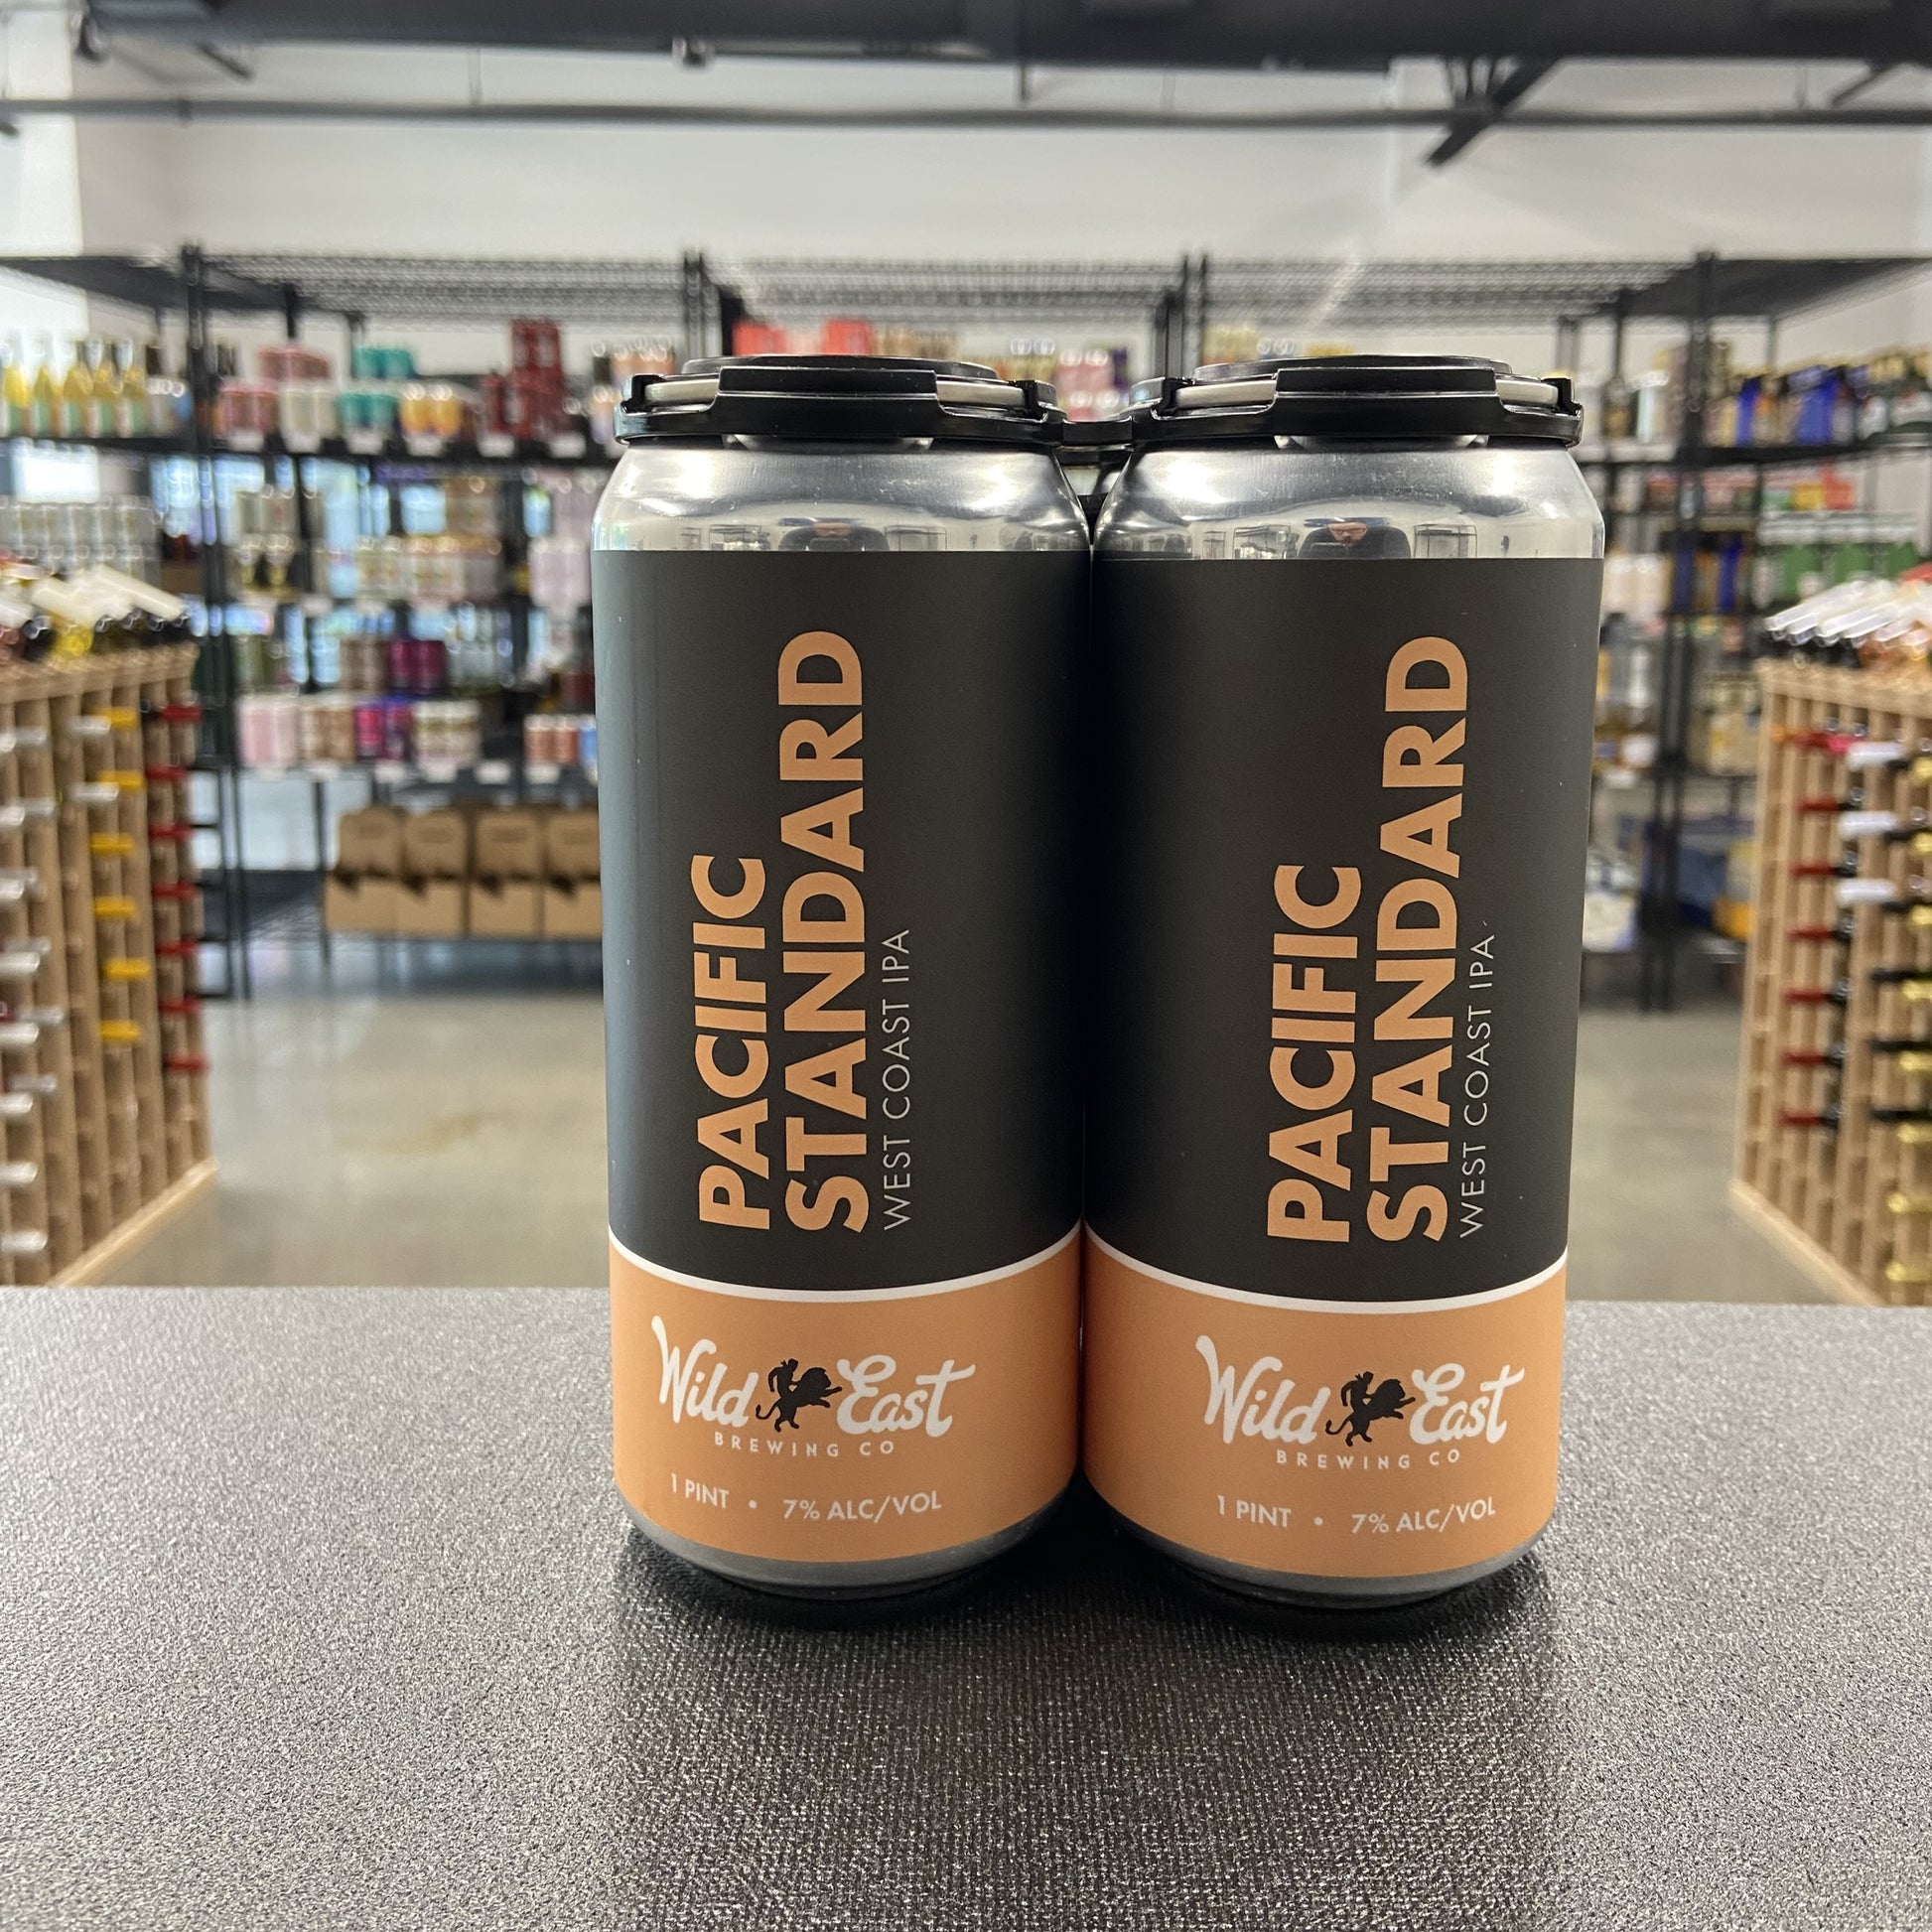 PACIFIC
STANDARD
WEST COAST IPA
Wild East
BREWING CO
1 PINT • 7% ALC/VOL
PACIFIC
STANDARD
WEST COAST IPA
Wild East
BREWING CO
1 PINT • 7% ALC/VOL